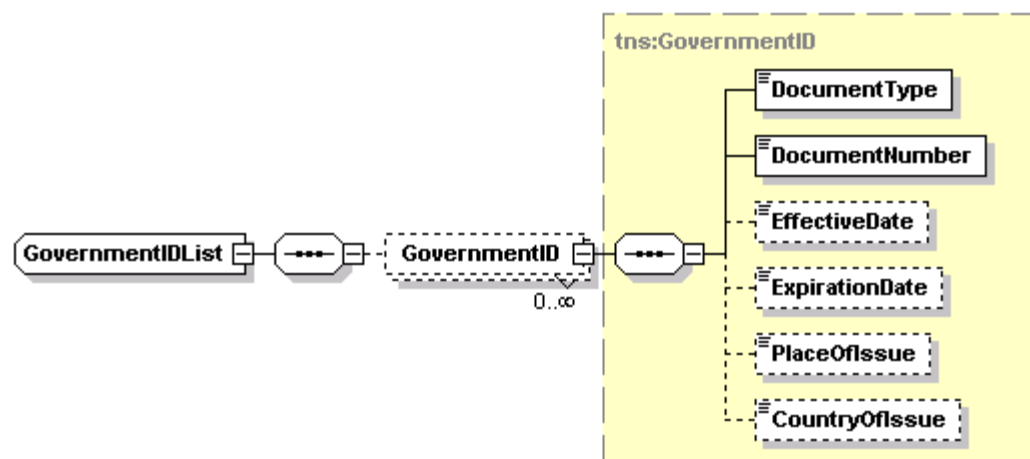 tns:GovernmentID
DocumentType
DocumentNumber
EffectiveDate
GovernmentIDList
GovernmentID
0..∞
ExpirationDate
PlaceOfIssue
CountryOfIssue